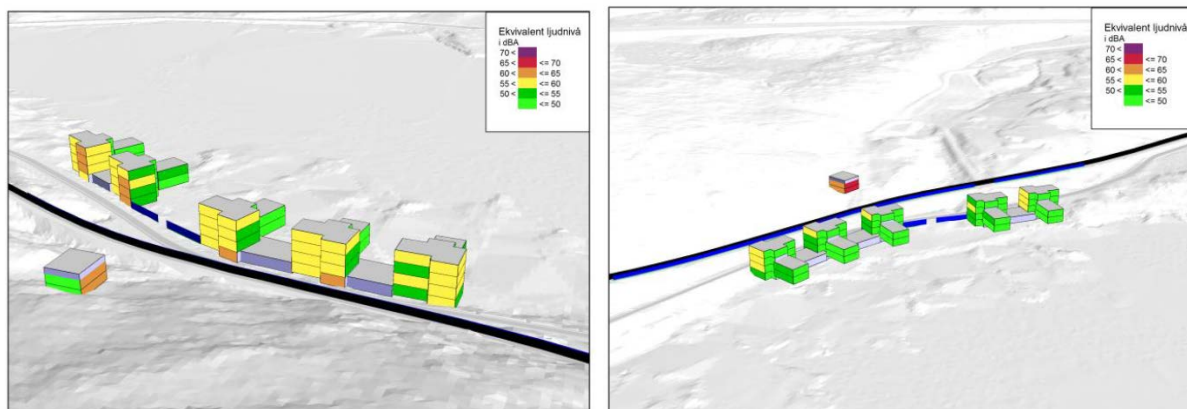 Ekvivalent ljudnivå
i dBA
70 <
65 < <= 70
60 < <= 65
55 < <= 60
50 < <= 55
<= 50
Ekvivalent ljudnivå
i dBA
70 <
65 < <= 70
60 < <= 65
55 < <= 60
50 < <= 55
<= 50